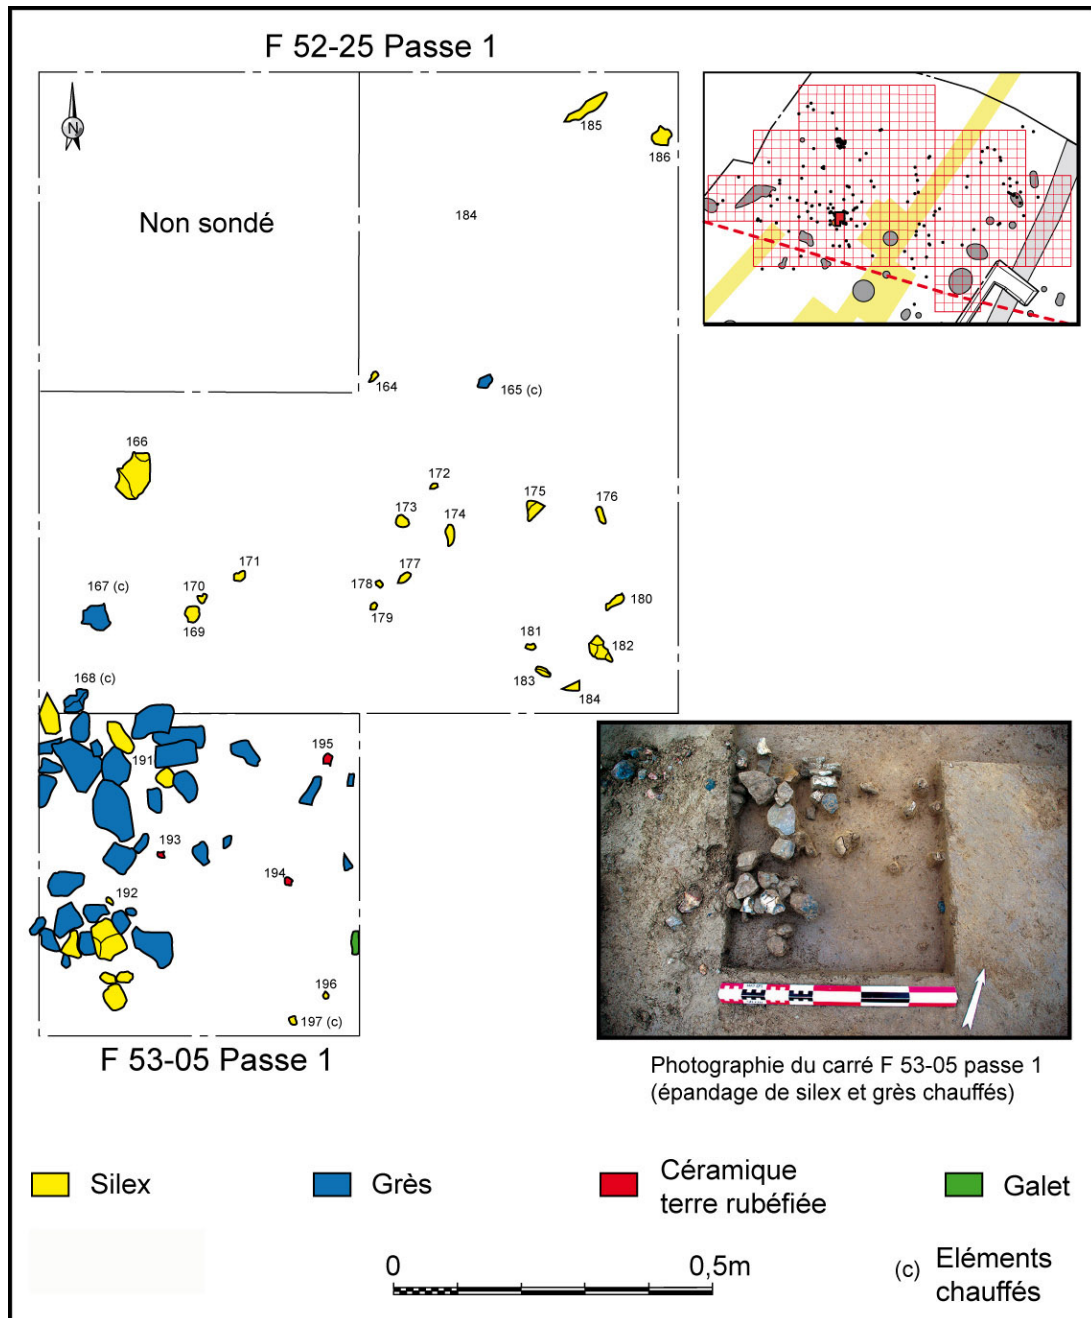 F 52-25 Passe 1
N
185
186
Non sondé
184
164
165 (c)
166
172
173
174
175
176
171
170
167 (c)
169
178
177
179
180
181
182
183
184
168 (c)
191
195
193
194
192
196
197 (c)
F 53-05 Passe 1
Photographie du carré F 53-05 passe 1
(épandage de silex et grès chauffés)
Silex
Grès
Céramique
terre rubéfiée
Galet
0
0,5m
(c) Eléments
chauffés